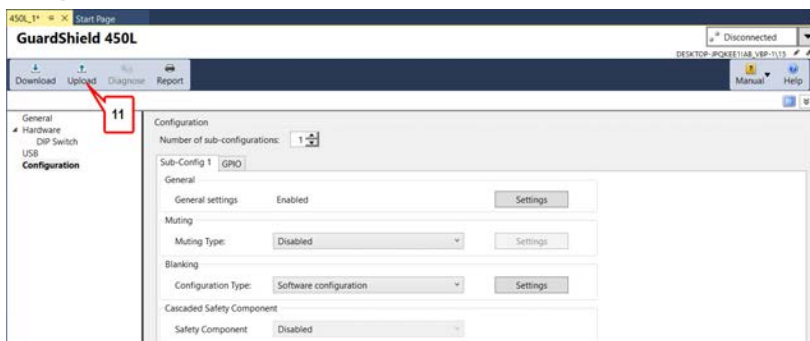 450L_1* Start Page
GuardShield 450L
Disconnected
DESKTOP-JPQKEE1\AB_VBP-1\15
Download Upload Diagnose Report
Manual Help
11
General
Hardware
DIP Switch
USB
Configuration
Configuration
Number of sub-configurations: 1
Sub-Config 1 GPIO
General
General settings Enabled Settings
Muting
Muting Type: Disabled Settings
Blanking
Configuration Type: Software configuration Settings
Cascaded Safety Component
Safety Component Disabled